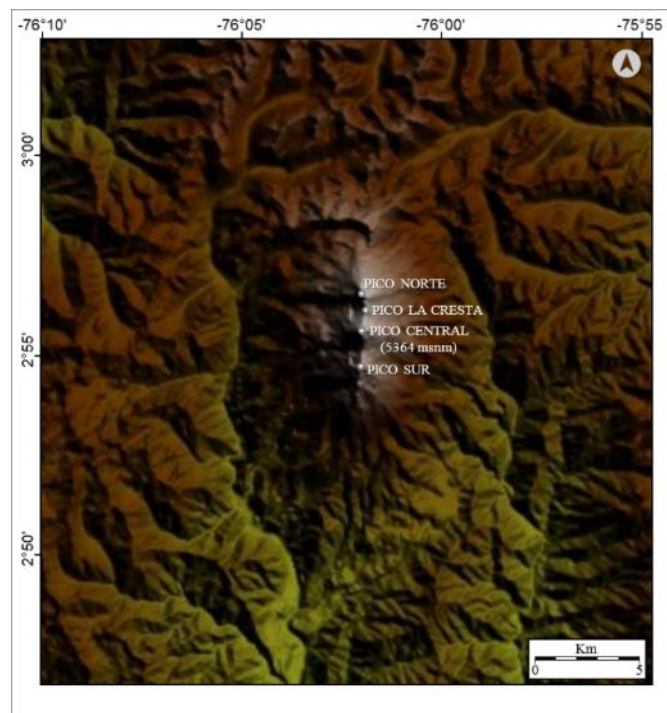 -76°10' -76°05' -76°00' -75°55'
3°00'
PICO NORTE
PICO LA CRESTA
PICO CENTRAL
(5364 msnm)
2°55'
PICO SUR
2°50'
Km
0 5